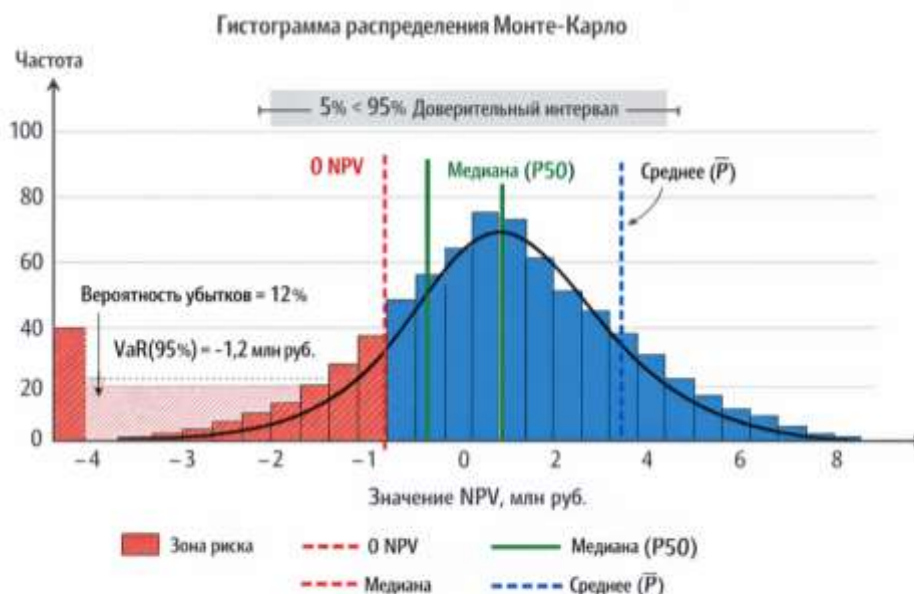 Гистограмма распределения Монте-Карло
Частота
5% < 95% Доверительный интервал
100
0 NPV
Медиана (P50)
Среднее (P̅)
80
60
Вероятность убытков = 12%
40
VaR(95%) = -1,2 млн руб.
20
0
−4 −3 −2 −1 0 2 4 6 8
Значение NPV, млн руб.
Зона риска
0 NPV
Медиана (P50)
Медиана
Среднее (P̅)